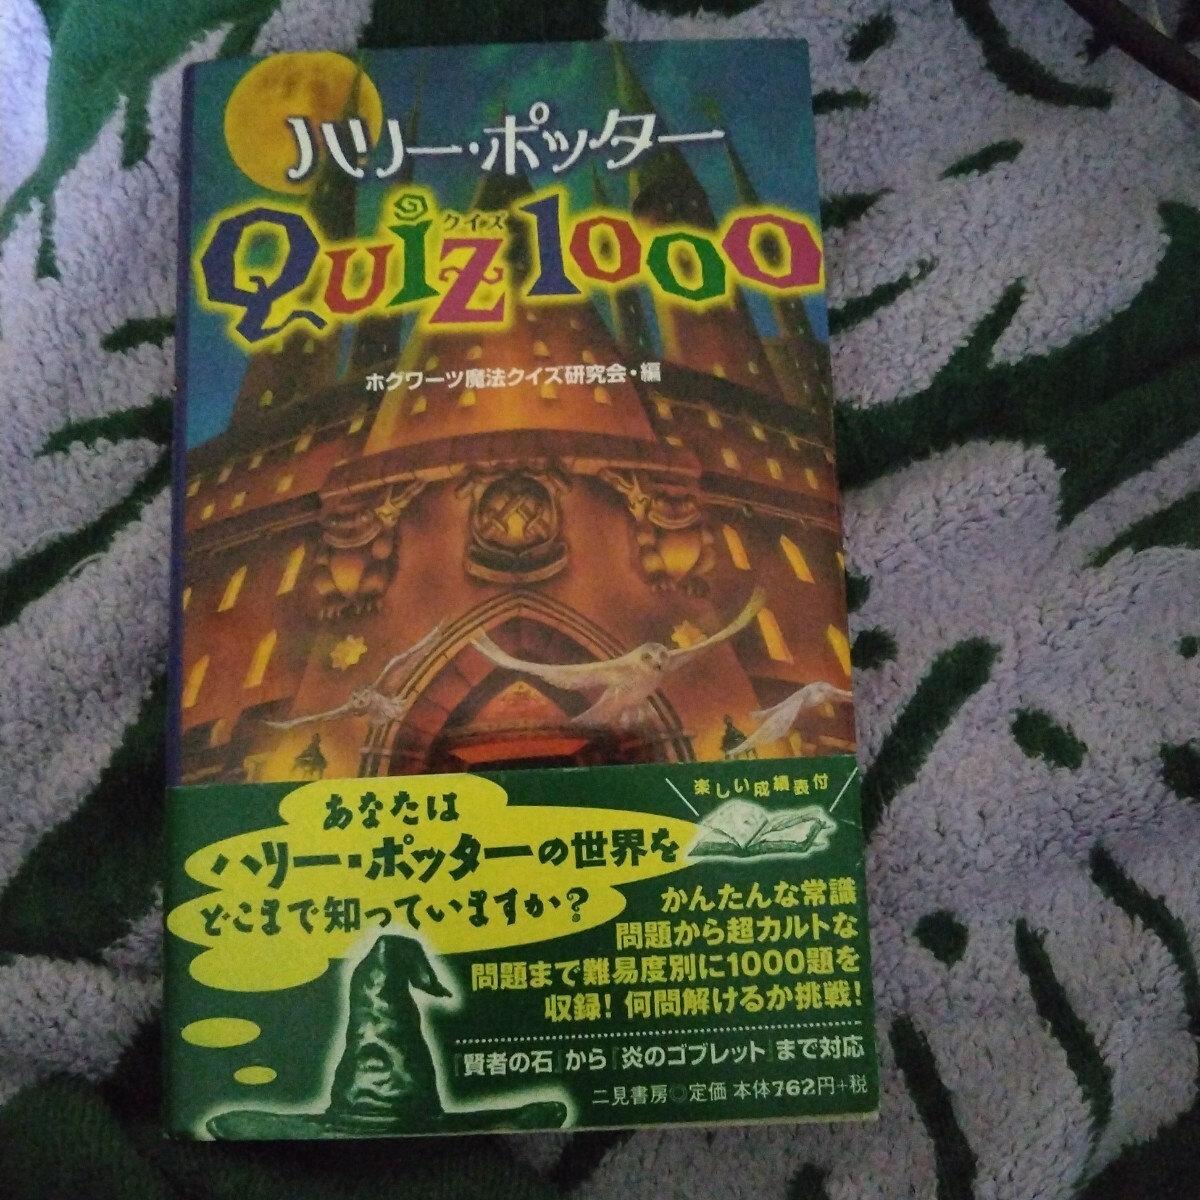 ハリー・ポッター
クイズ
Quiz1000
ホグワーツ魔法クイズ研究会・編
楽しい成績表付
あなたは
ハリー・ポッターの世界を
どこまで知っていますか?
かんたんな常識
問題から超カルトな
問題まで難易度別に1000題を
収録!何問解けるか挑戦!
『賢者の石』から『炎のゴブレット』まで対応
二見書房◎定価 本体762円+税